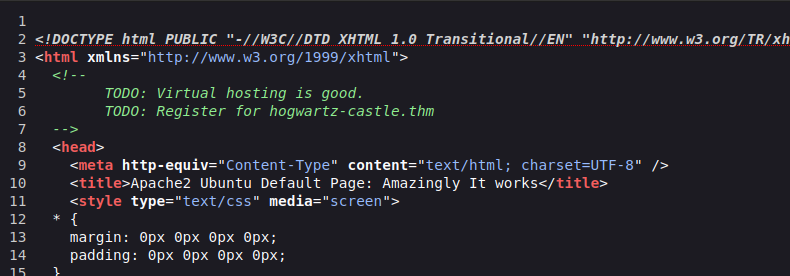 1
2 <!DOCTYPE html PUBLIC "-//W3C//DTD XHTML 1.0 Transitional//EN" "http://www.w3.org/TR/xh
3 <html xmlns="http://www.w3.org/1999/xhtml">
4 <!--
5 TODO: Virtual hosting is good.
6 TODO: Register for hogwartz-castle.thm
7 -->
8 <head>
9 <meta http-equiv="Content-Type" content="text/html; charset=UTF-8" />
10 <title>Apache2 Ubuntu Default Page: Amazingly It works</title>
11 <style type="text/css" media="screen">
12 * {
13 margin: 0px 0px 0px 0px;
14 padding: 0px 0px 0px 0px;
15 }